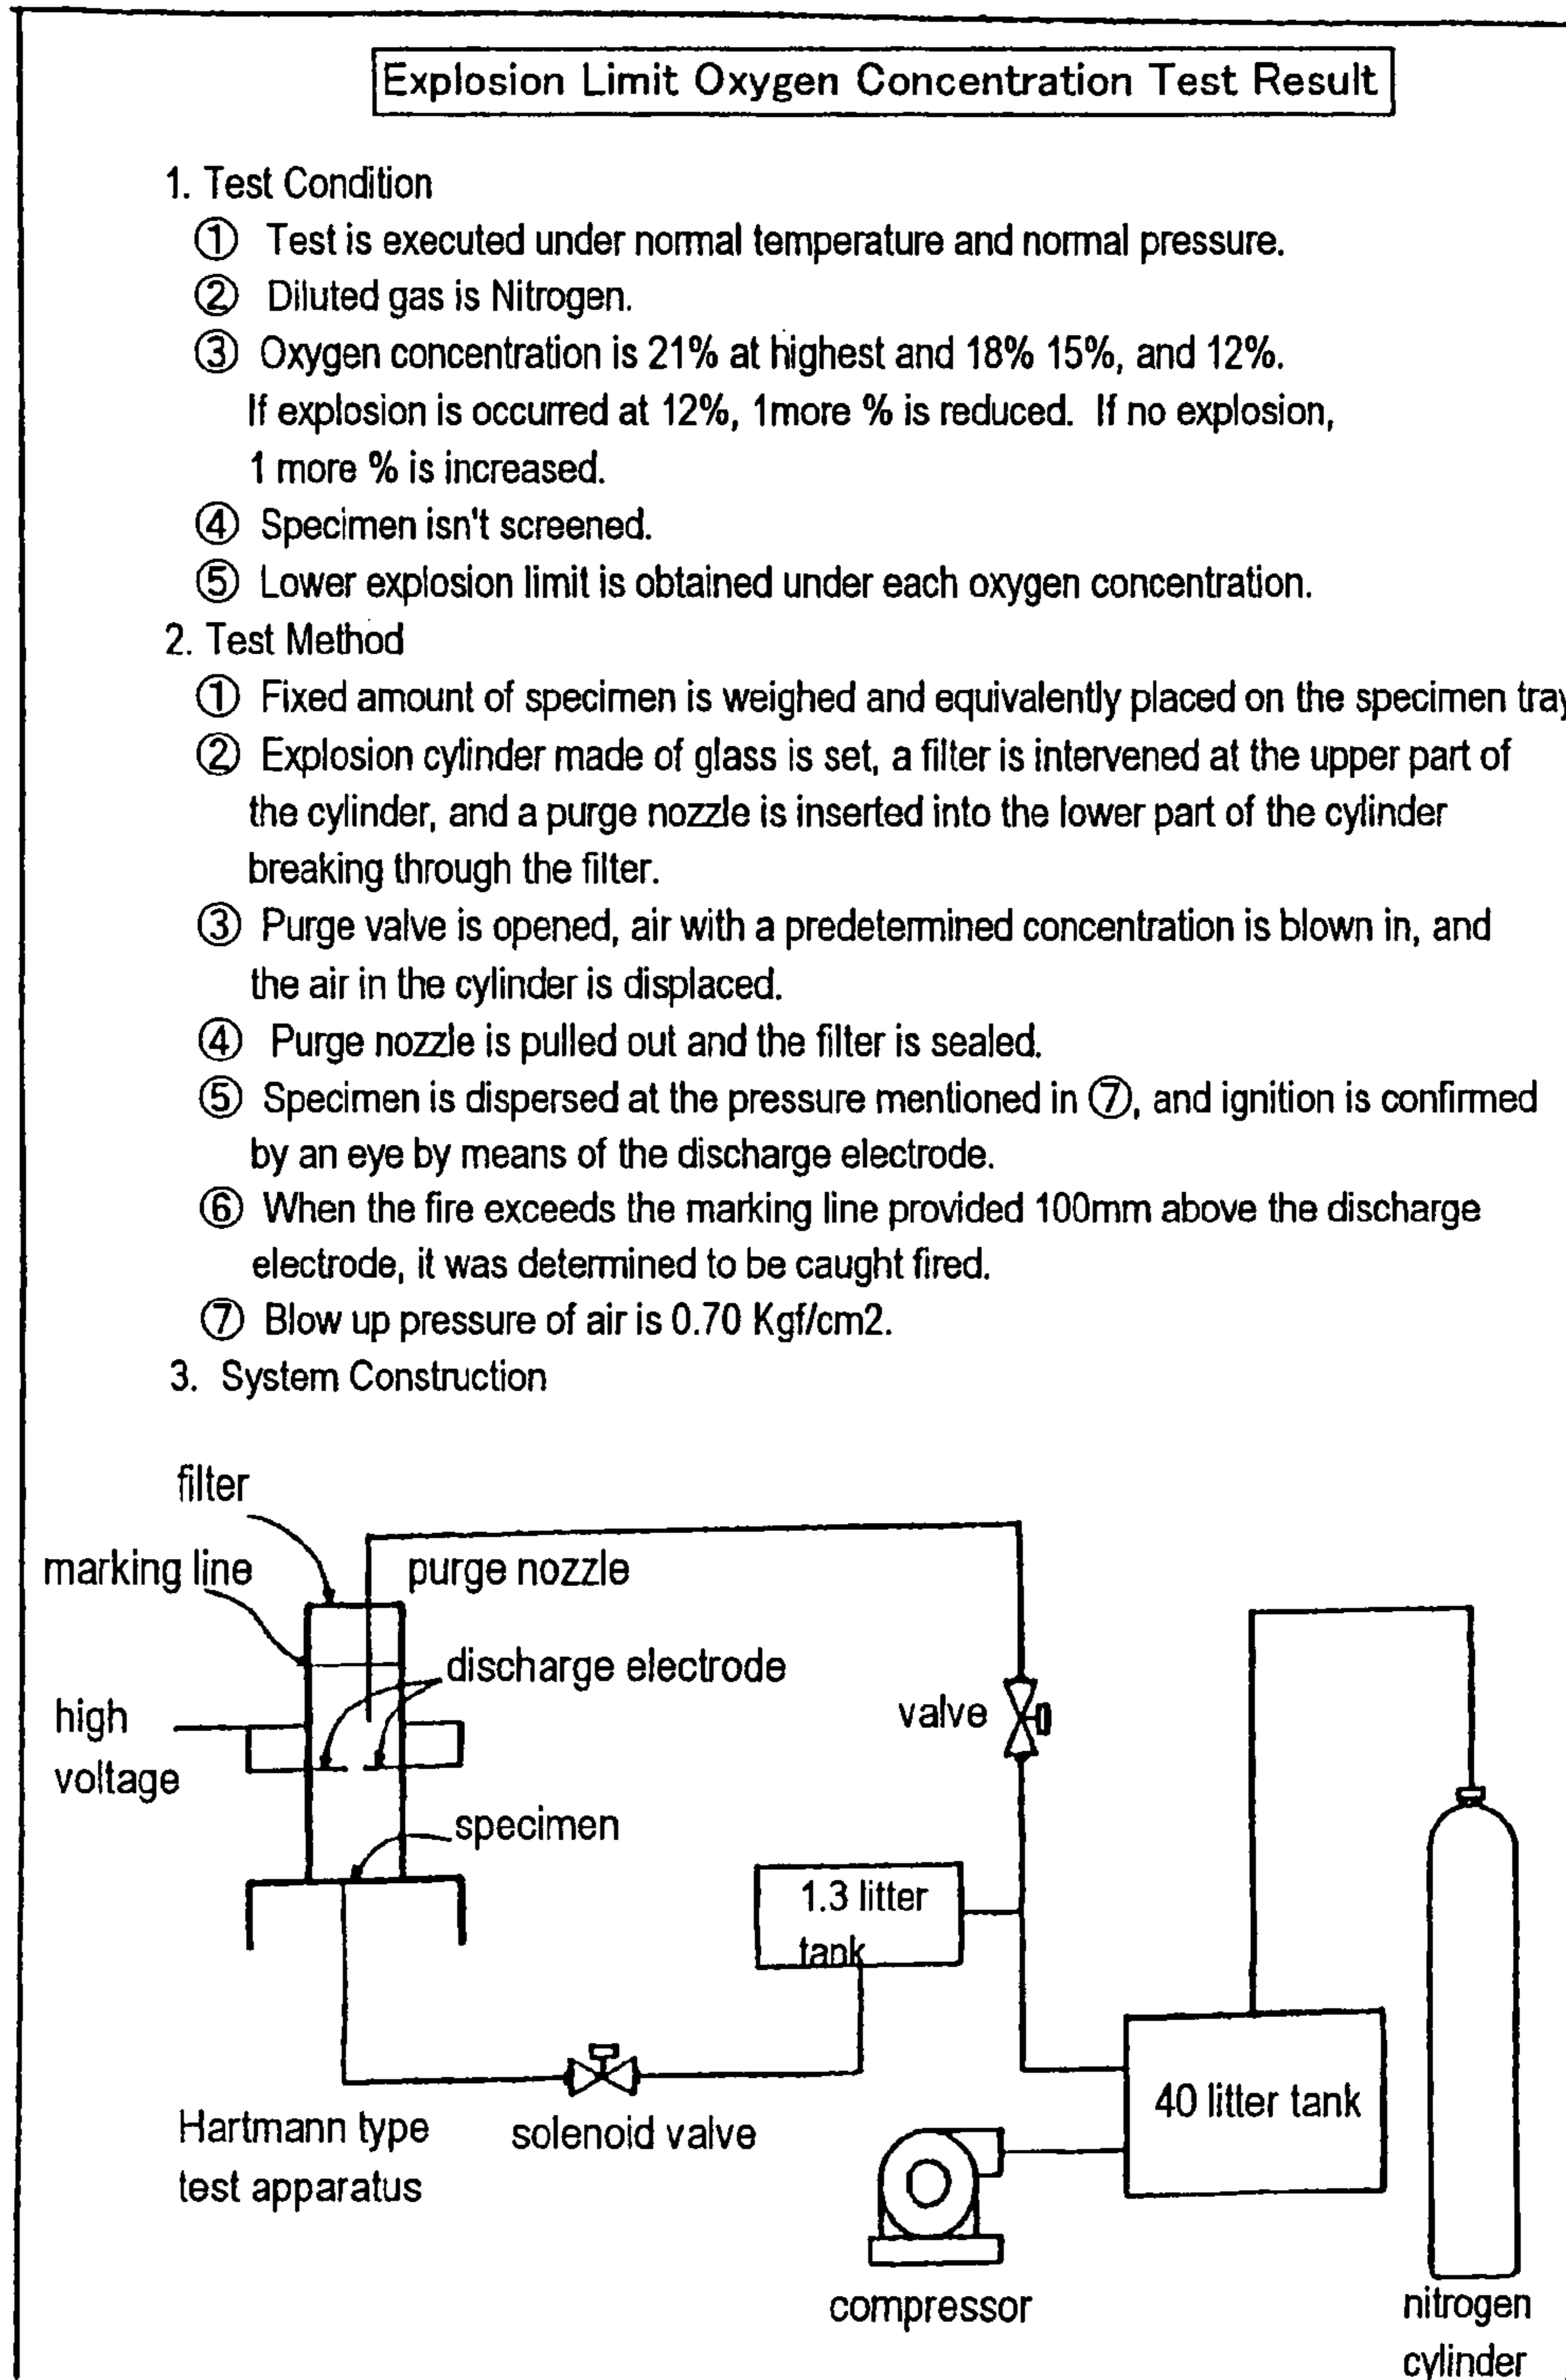 Explosion Limit Oxygen Concentration Test Result
1. Test Condition
① Test is executed under normal temperature and normal pressure.
② Diluted gas is Nitrogen.
③ Oxygen concentration is 21% at highest and 18% 15%, and 12%.
If explosion is occurred at 12%, 1more % is reduced. If no explosion,
1 more % is increased.
④ Specimen isn't screened.
⑤ Lower explosion limit is obtained under each oxygen concentration.
2. Test Method
① Fixed amount of specimen is weighed and equivalently placed on the specimen tray
② Explosion cylinder made of glass is set, a filter is intervened at the upper part of
the cylinder, and a purge nozzle is inserted into the lower part of the cylinder
breaking through the filter.
③ Purge valve is opened, air with a predetermined concentration is blown in, and
the air in the cylinder is displaced.
④ Purge nozzle is pulled out and the filter is sealed.
⑤ Specimen is dispersed at the pressure mentioned in ⑦, and ignition is confirmed
by an eye by means of the discharge electrode.
⑥ When the fire exceeds the marking line provided 100mm above the discharge
electrode, it was determined to be caught fired.
⑦ Blow up pressure of air is 0.70 Kgf/cm2.
3. System Construction
filter
marking line
purge nozzle
discharge electrode
high
voltage
valve
specimen
1.3 litter
tank
40 litter tank
Hartmann type
test apparatus
solenoid valve
compressor
nitrogen
cylinder